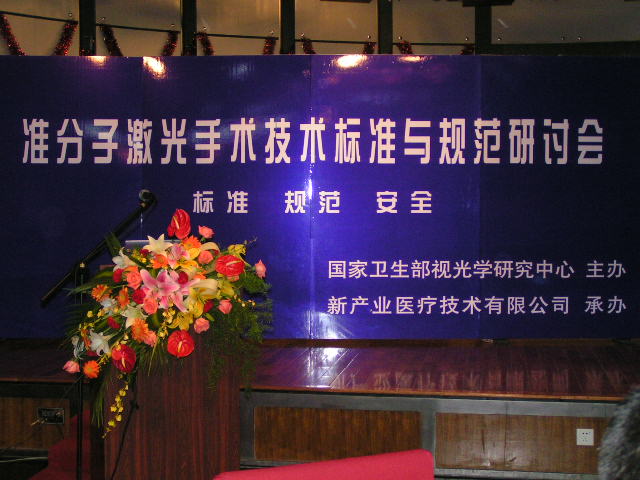 准分子激光手术技术标准与规范研讨会
标准 规范 安全
国家卫生部视光学研究中心 主办
新产业医疗技术有限公司 承办